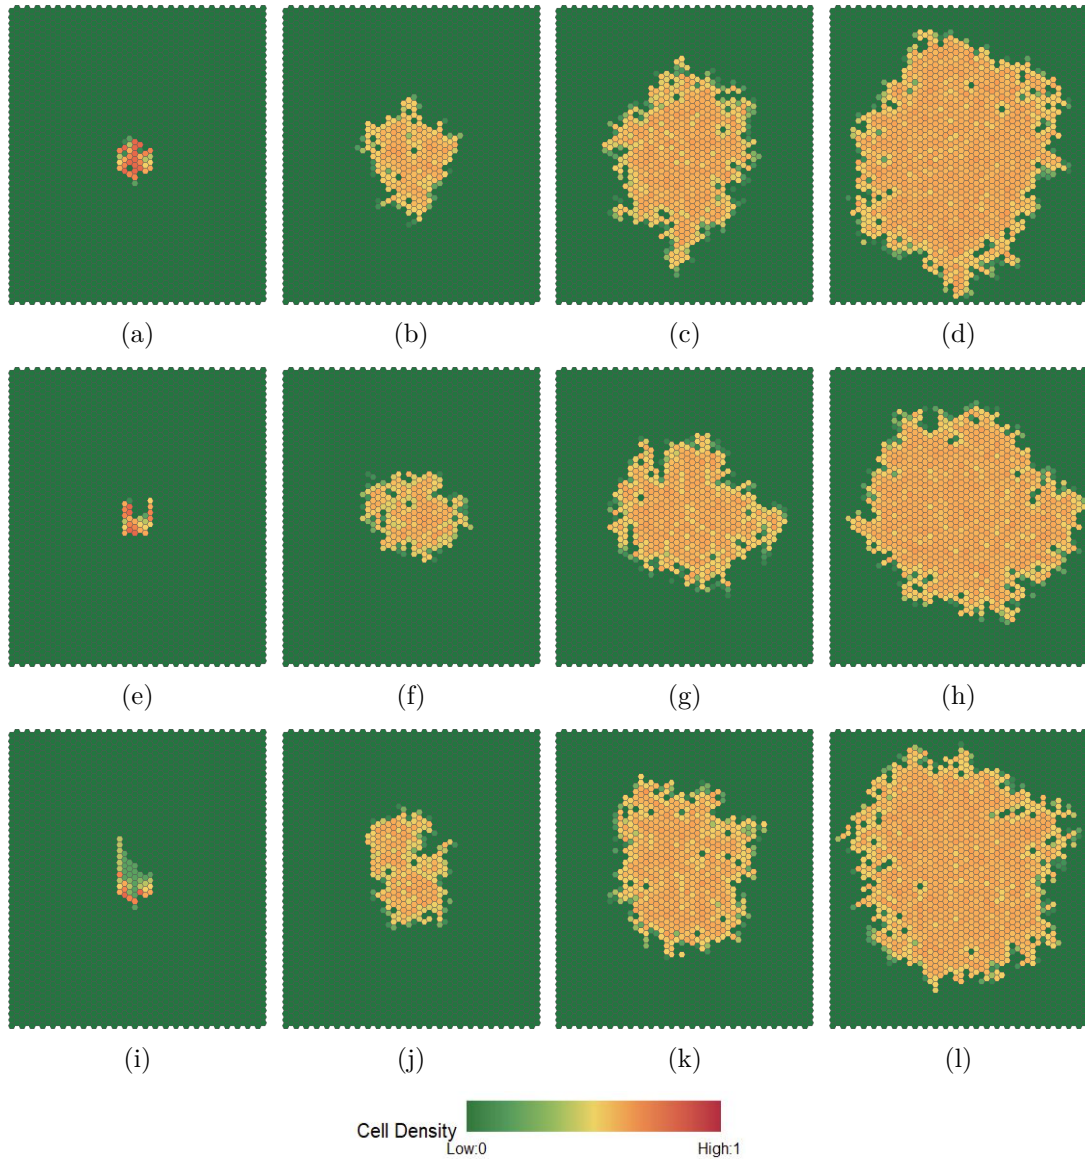 (a) (b) (c) (d)
(e) (f) (g) (h)
(i) (j) (k) (l)
Cell Density
Low:0 High:1